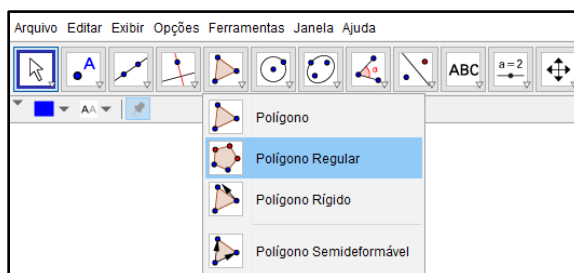 Arquivo Editar Exibir Opções Ferramentas Janela Ajuda
A α ABC a=2
AA
Polígono
Polígono Regular
Polígono Rígido
Polígono Semideformável